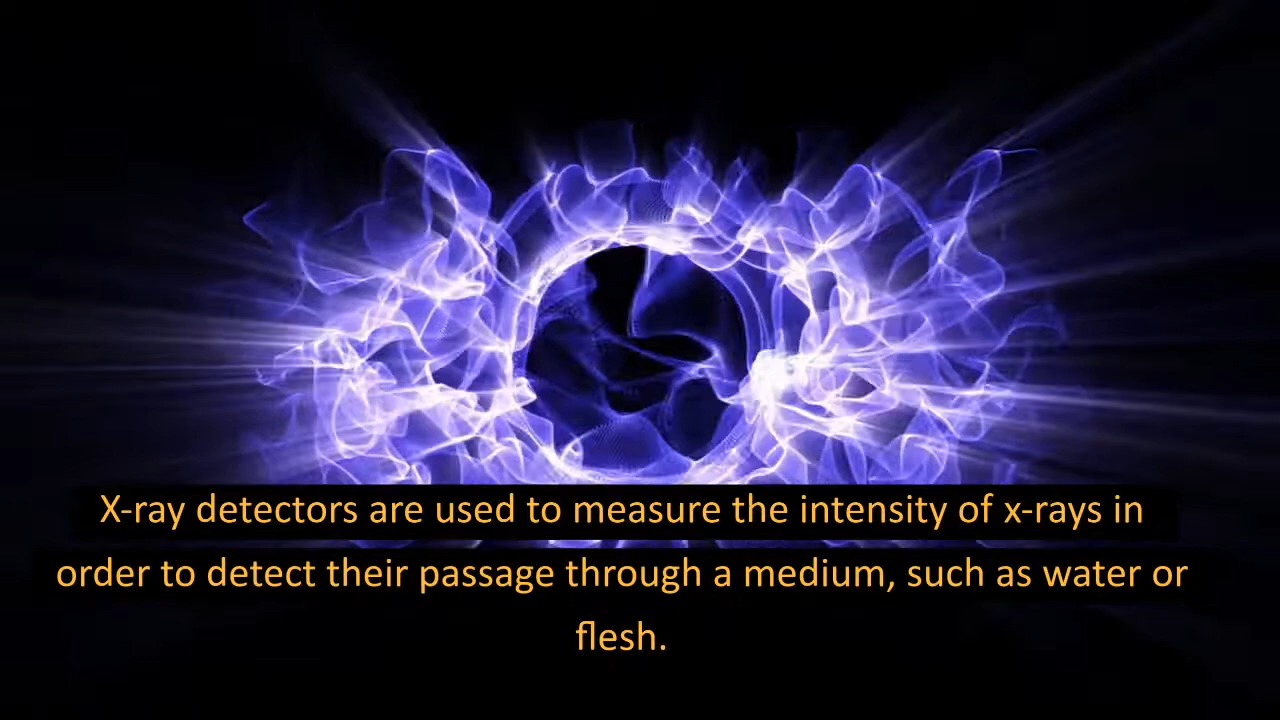 X-ray detectors are used to measure the intensity of x-rays in
order to detect their passage through a medium, such as water or
flesh.